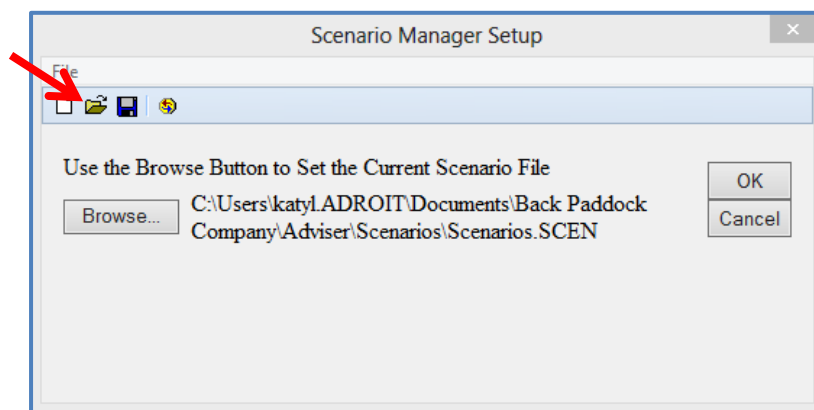 Scenario Manager Setup
File
Use the Browse Button to Set the Current Scenario File
OK
Browse...
C:\Users\katyl.ADROIT\Documents\Back Paddock
Company\Adviser\Scenarios\Scenarios.SCEN
Cancel